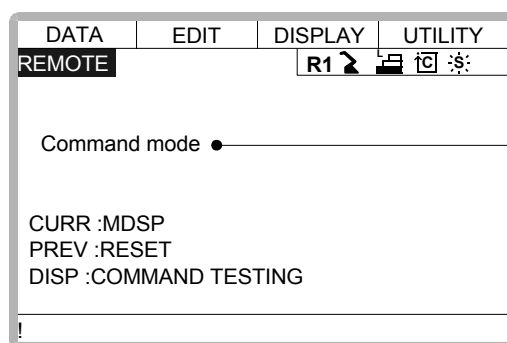 DATA EDIT DISPLAY UTILITY
REMOTE R1 L C S
Command mode
CURR :MDSP
PREV :RESET
DISP :COMMAND TESTING
!